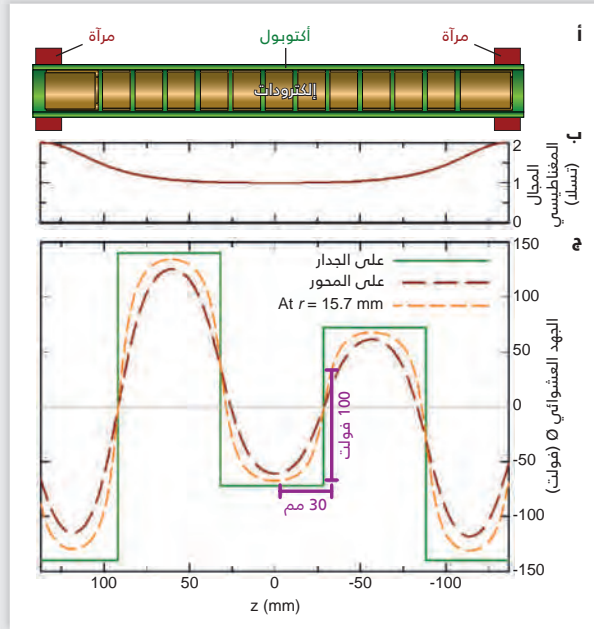 أ
مرآة أكتوبول مرآة
إلكترودات
ب
المجال
المغناطيسي
(تسلا)
2
1
0
ج
الجهد العشوائي Ø (فولت)
150
100
50
0
-50
-100
-150
على الجدار
على المحور
At r = 15.7 mm
100 فولت
30 مم
100 50 0 -50 -100
z (mm)